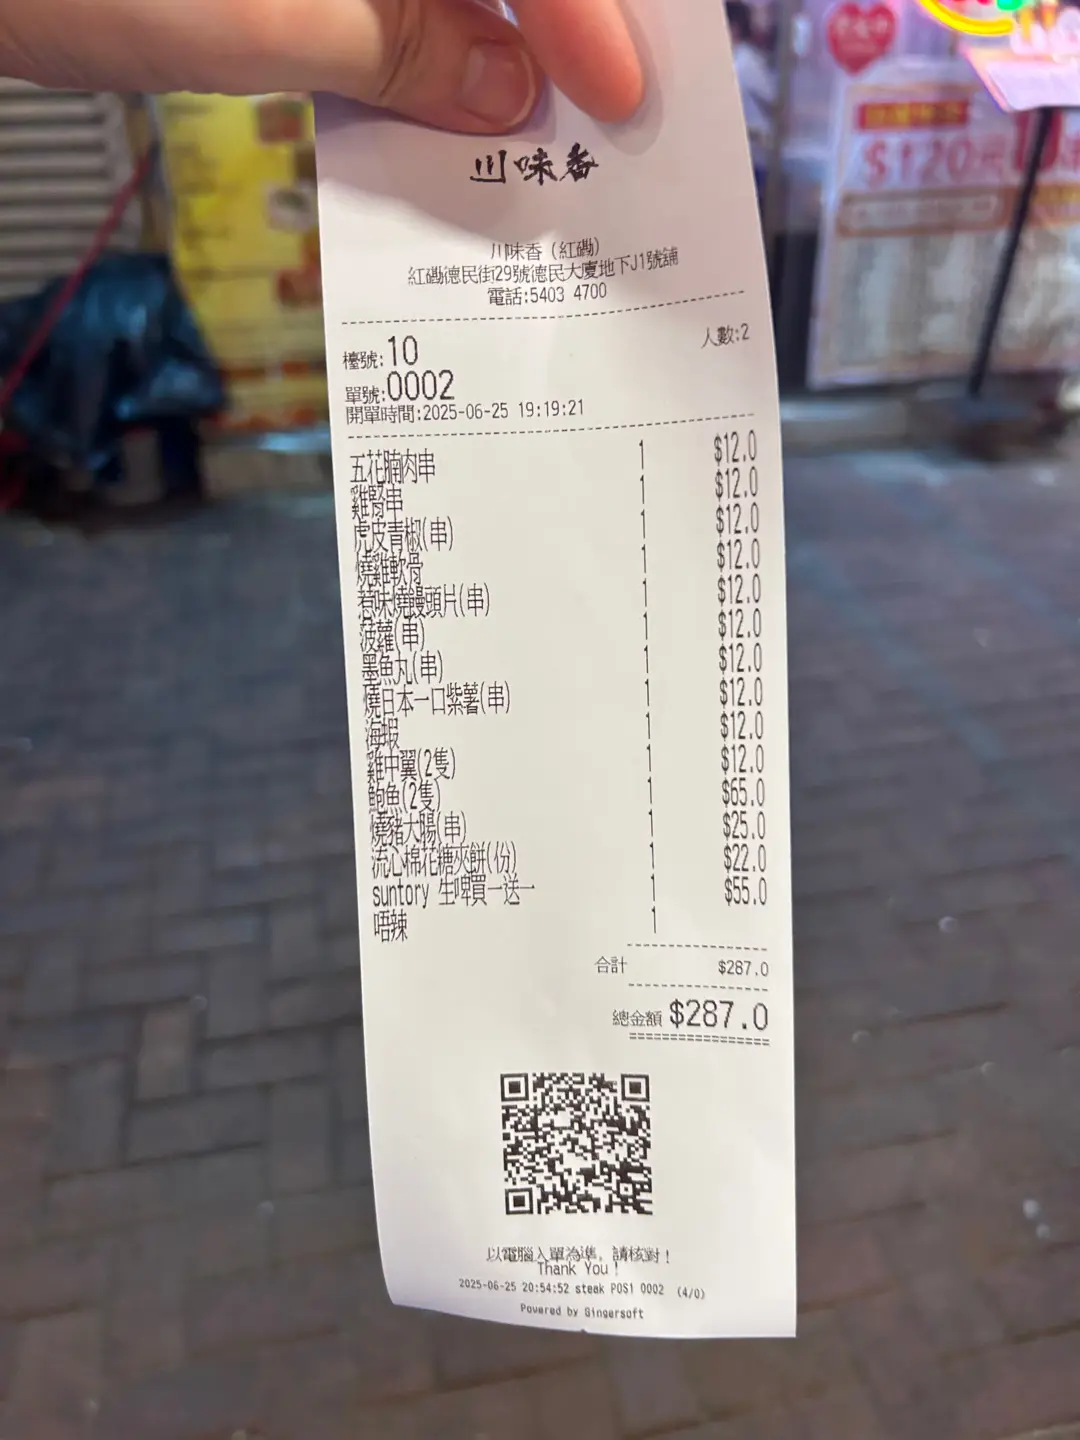 川味香
川味香 (紅磡)
紅磡德民街29號德民大廈地下J1號舖
電話:5403 4700
檯號:10 人數:2
單號:0002
開單時間:2025-06-25 19:19:21
五花腩肉串 1 $12.0
雞腎串 1 $12.0
虎皮青椒(串) 1 $12.0
燒雞軟骨 1 $12.0
惹味燒饅頭片(串) 1 $12.0
菠蘿(串) 1 $12.0
墨魚丸(串) 1 $12.0
燒日本一口紫薯(串) 1 $12.0
海蝦 1 $12.0
雞中翼(2隻) 1 $12.0
鮑魚(2隻) 1 $65.0
燒豬大腸(串) 1 $25.0
流心棉花糖夾餅(份) 1 $22.0
suntory 生啤買一送一 1 $55.0
唔辣 1
合計 $287.0
總金額 $287.0
以電腦入單為準，請核對！
Thank You !
2025-06-25 20:54:52 steak POS1 0002 (4/0)
Powered by Gingersoft
$120